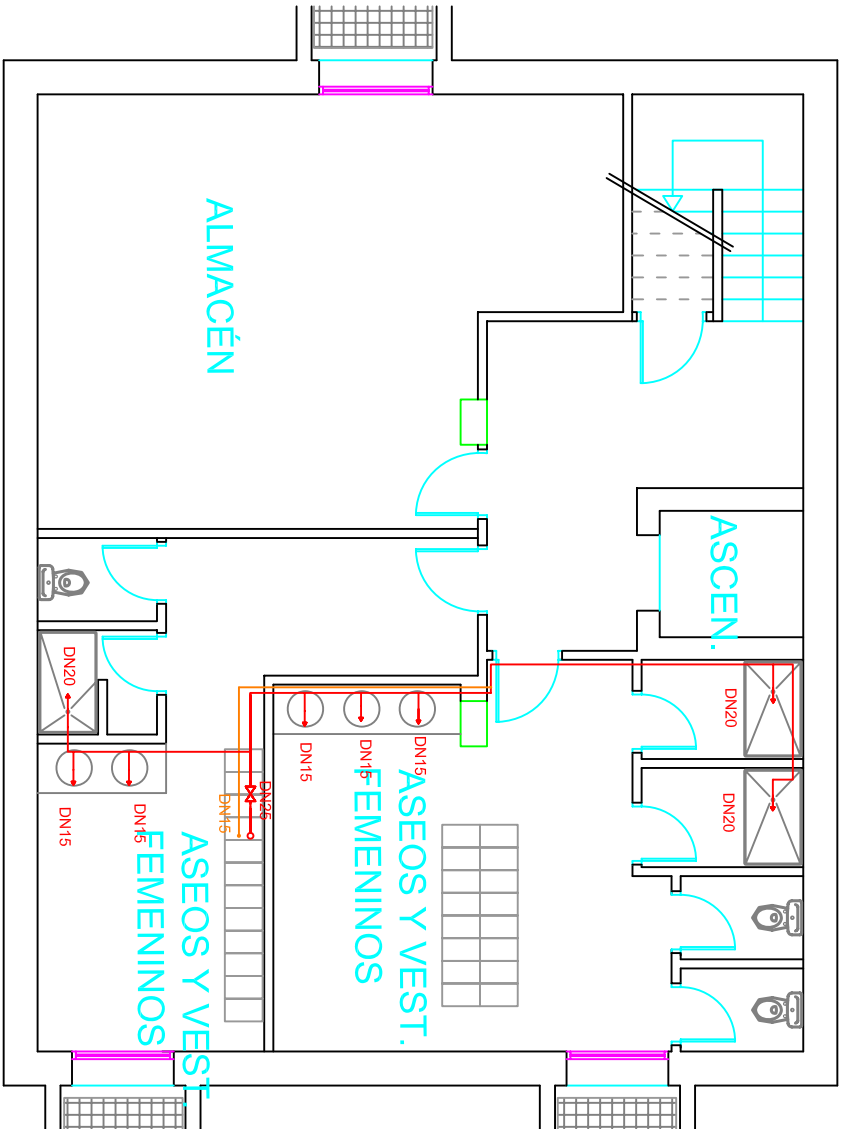 ALMACÉN
ASCEN.
DN20
DN20
DN20
DN15
DN15
DN15
DN25
DN15
DN15
DN15
ASEOS Y VEST.
FEMENINOS
ASEOS Y VEST.
FEMENINOS